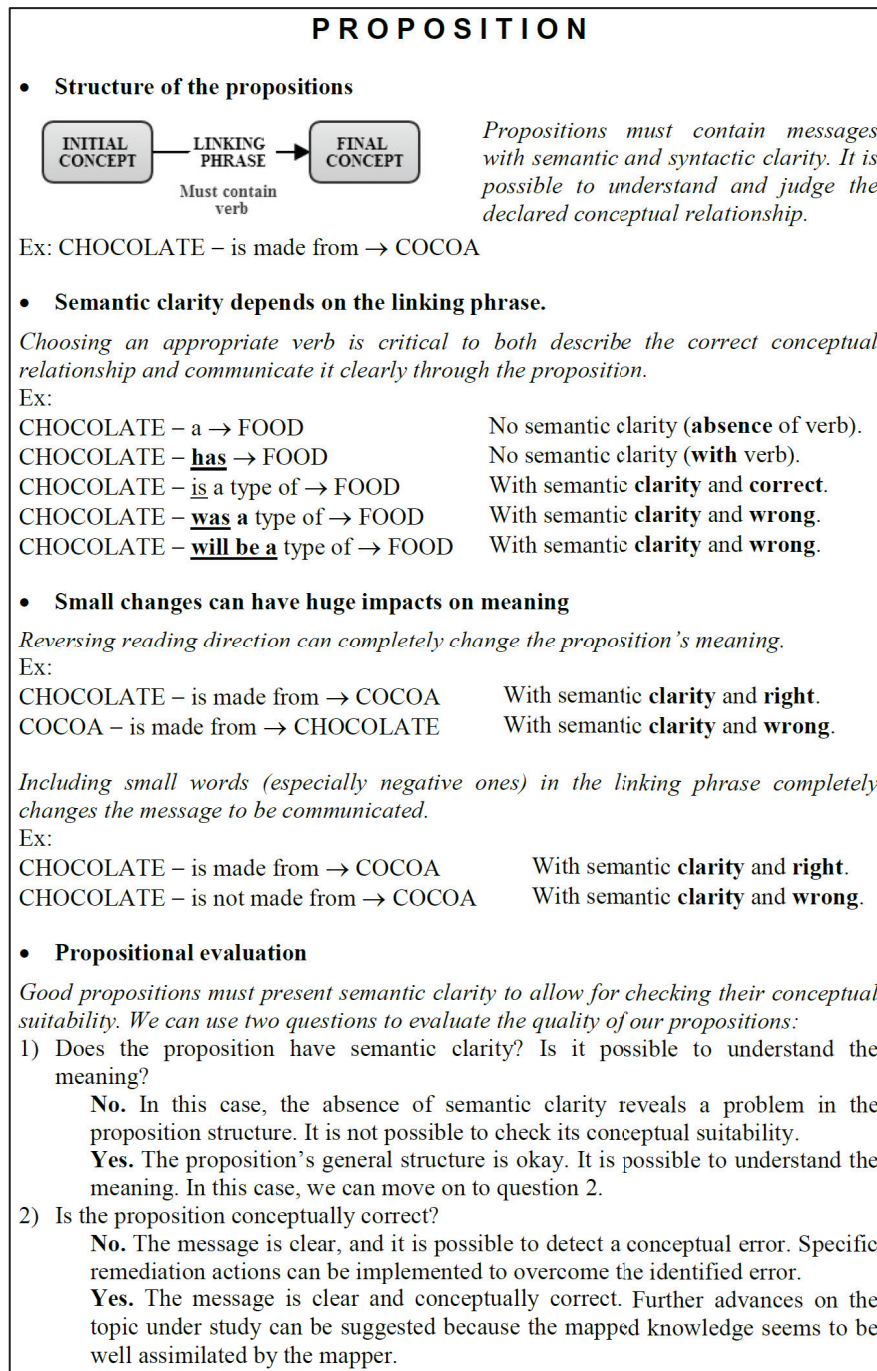 PROPOSITION
• Structure of the propositions
INITIAL CONCEPT
LINKING PHRASE
FINAL CONCEPT
Must contain verb
Propositions must contain messages
with semantic and syntactic clarity. It is
possible to understand and judge the
declared conceptual relationship.
Ex: CHOCOLATE – is made from → COCOA
• Semantic clarity depends on the linking phrase.
Choosing an appropriate verb is critical to both describe the correct conceptual
relationship and communicate it clearly through the proposition.
Ex:
CHOCOLATE – a → FOOD No semantic clarity (absence of verb).
CHOCOLATE – has → FOOD No semantic clarity (with verb).
CHOCOLATE – is a type of → FOOD With semantic clarity and correct.
CHOCOLATE – was a type of → FOOD With semantic clarity and wrong.
CHOCOLATE – will be a type of → FOOD With semantic clarity and wrong.
• Small changes can have huge impacts on meaning
Reversing reading direction can completely change the proposition's meaning.
Ex:
CHOCOLATE – is made from → COCOA With semantic clarity and right.
COCOA – is made from → CHOCOLATE With semantic clarity and wrong.
Including small words (especially negative ones) in the linking phrase completely
changes the message to be communicated.
Ex:
CHOCOLATE – is made from → COCOA With semantic clarity and right.
CHOCOLATE – is not made from → COCOA With semantic clarity and wrong.
• Propositional evaluation
Good propositions must present semantic clarity to allow for checking their conceptual
suitability. We can use two questions to evaluate the quality of our propositions:
1) Does the proposition have semantic clarity? Is it possible to understand the
meaning?
No. In this case, the absence of semantic clarity reveals a problem in the
proposition structure. It is not possible to check its conceptual suitability.
Yes. The proposition's general structure is okay. It is possible to understand the
meaning. In this case, we can move on to question 2.
2) Is the proposition conceptually correct?
No. The message is clear, and it is possible to detect a conceptual error. Specific
remediation actions can be implemented to overcome the identified error.
Yes. The message is clear and conceptually correct. Further advances on the
topic under study can be suggested because the mapped knowledge seems to be
well assimilated by the mapper.